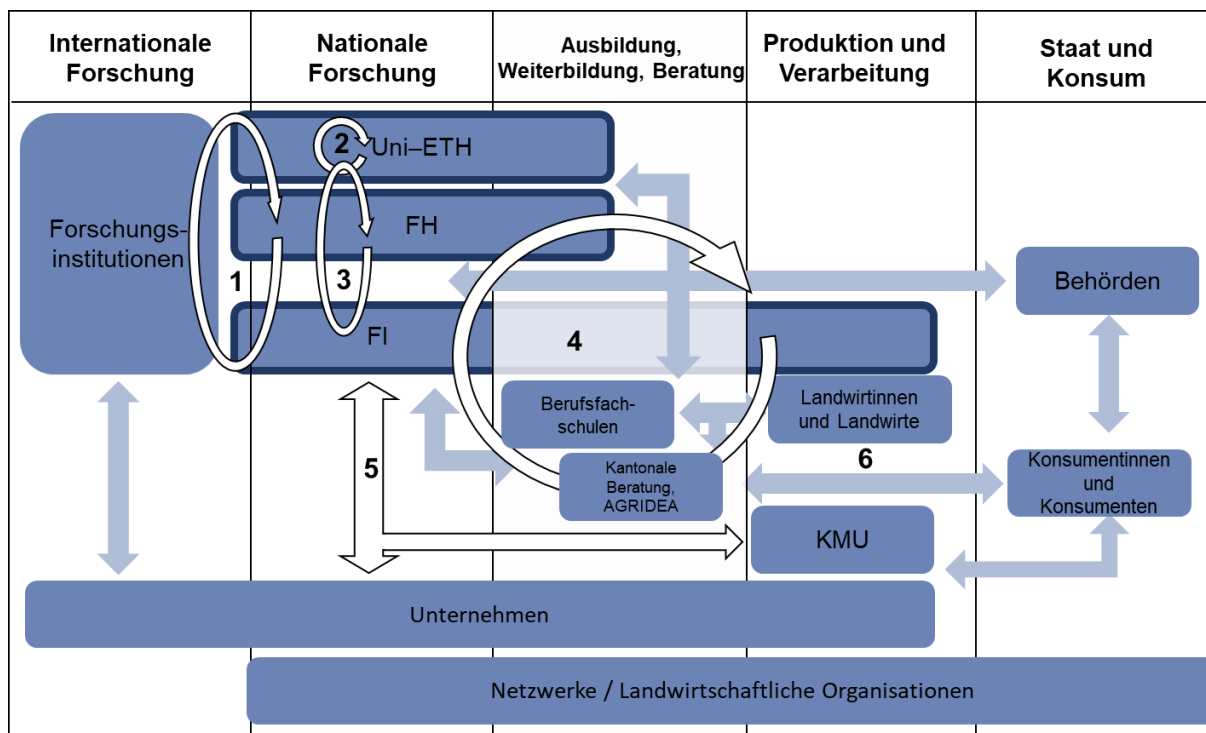 Internationale
Forschung
Nationale
Forschung
Ausbildung,
Weiterbildung, Beratung
Produktion und
Verarbeitung
Staat und
Konsum
2
Uni–ETH
Forschungs-
institutionen
FH
1
3
Behörden
FI
4
Berufsfach-
schulen
Landwirtinnen
und Landwirte
5
Kantonale
Beratung,
AGRIDEA
6
Konsumentinnen
und
Konsumenten
KMU
Unternehmen
Netzwerke / Landwirtschaftliche Organisationen